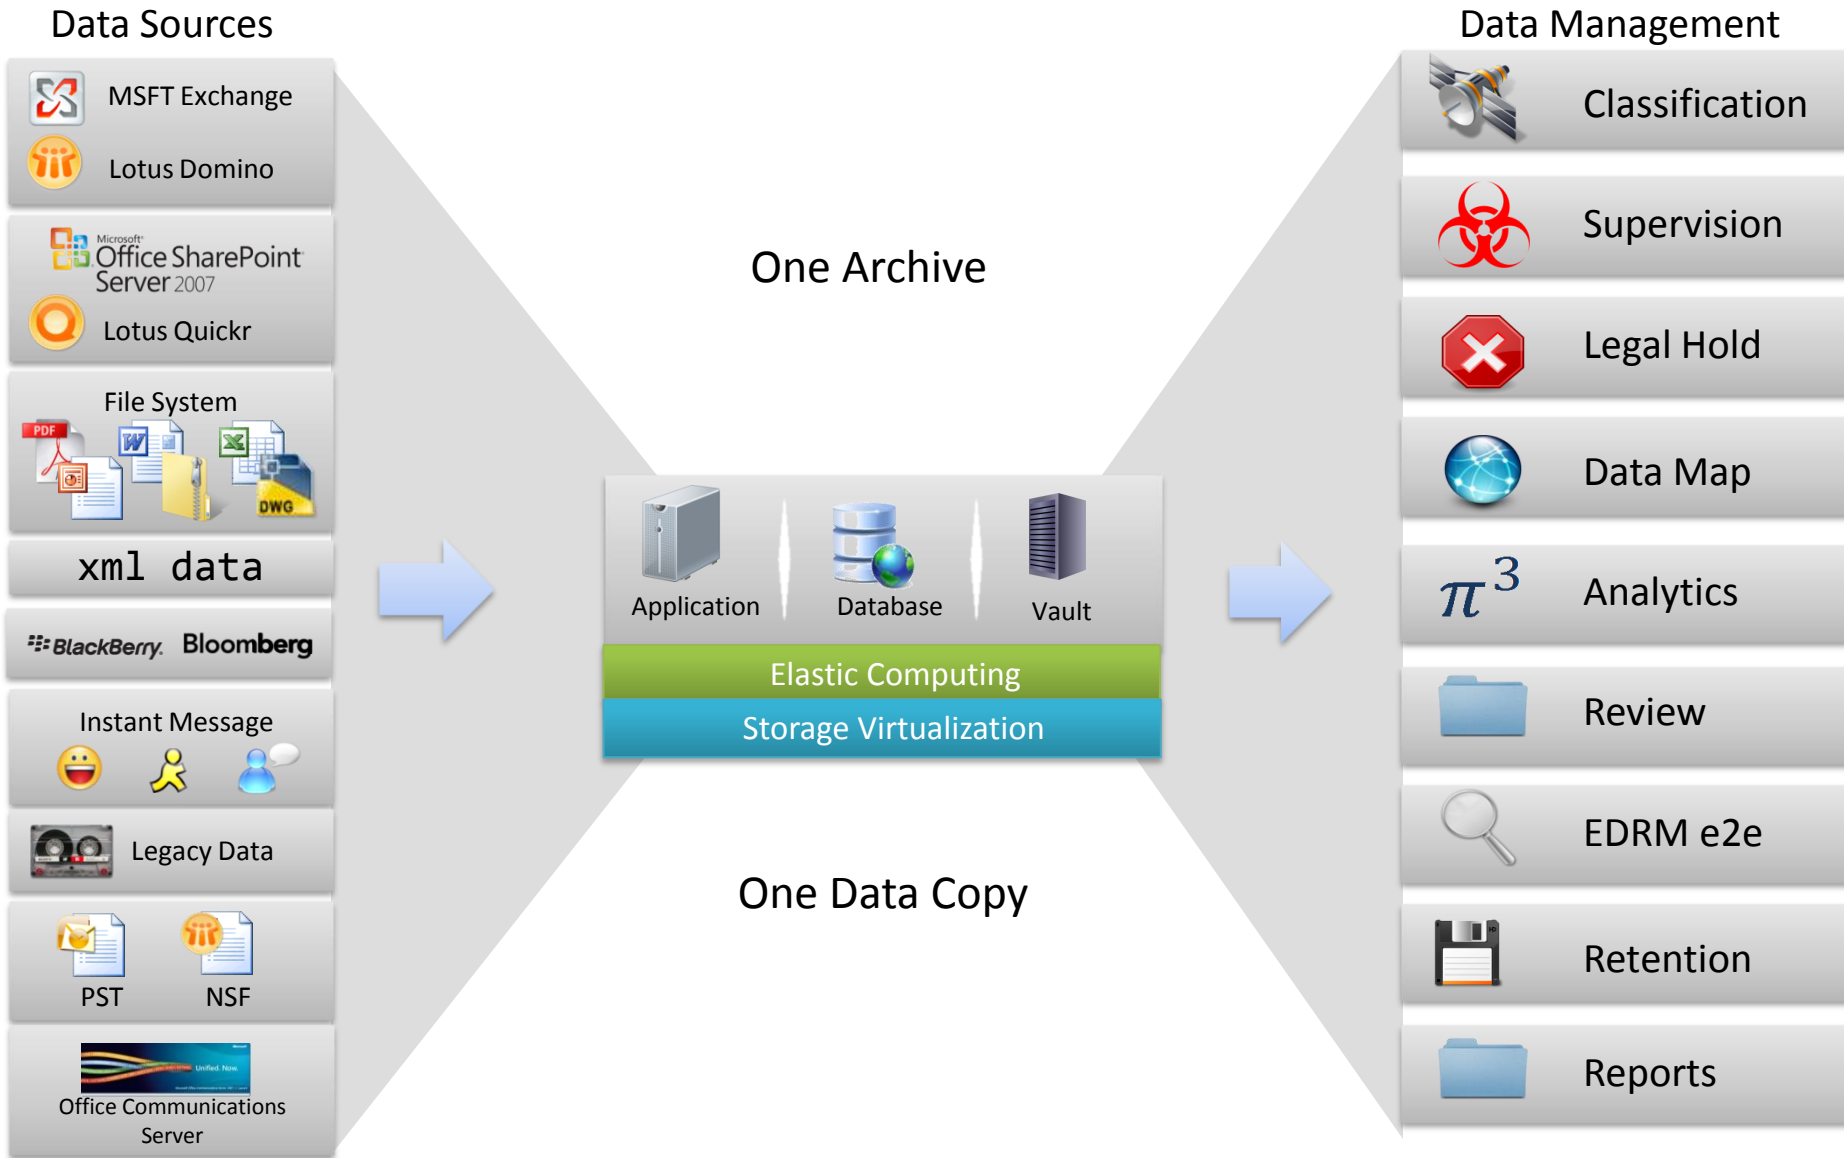 Data Sources
MSFT Exchange
Lotus Domino
Microsoft
Office SharePoint
Server 2007
Lotus Quickr
File System
PDF
DWG
xml data
BlackBerry. Bloomberg
Instant Message
Legacy Data
PST NSF
Microsoft
Unified. Now.
Office Communications
Server
One Archive
Application Database Vault
Elastic Computing
Storage Virtualization
One Data Copy
Data Management
Classification
Supervision
Legal Hold
Data Map
π³ Analytics
Review
EDRM e2e
HD
Retention
Reports